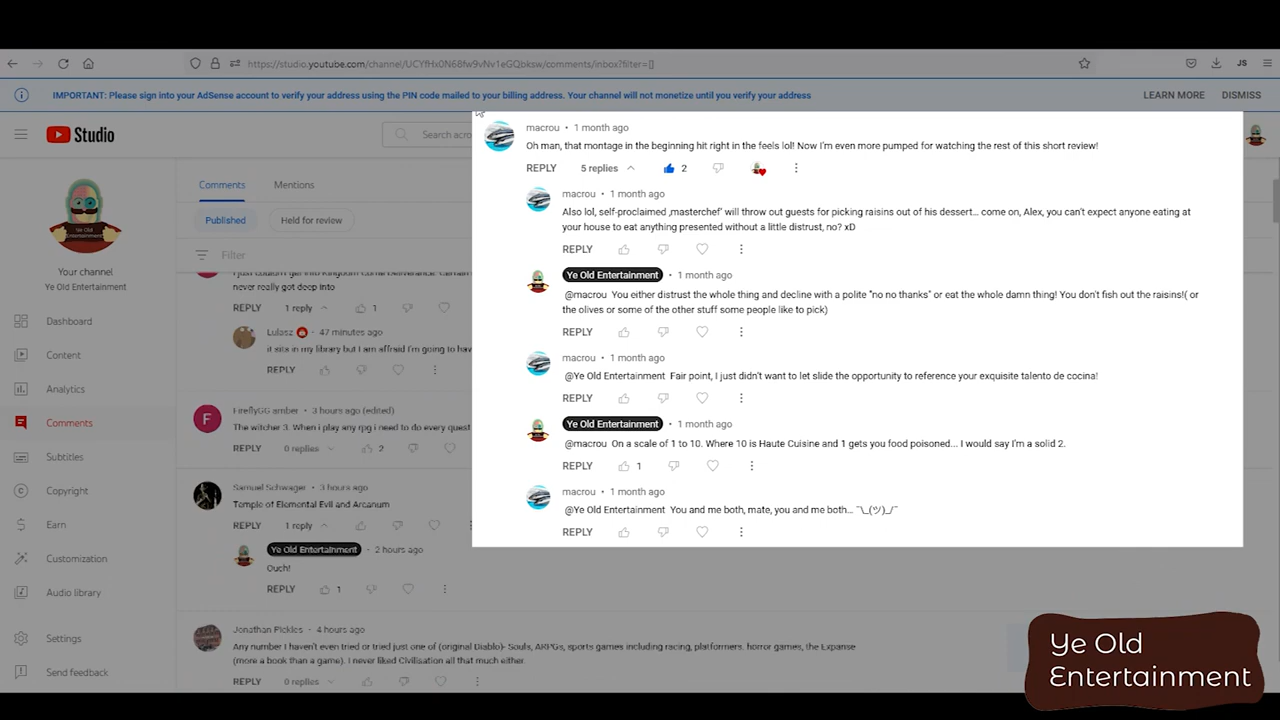 https://studio.youtube.com/channel/UCYfHx0N68fw9vNv1eGQbksw/comments/inbox?filter=[]
JS
IMPORTANT: Please sign into your AdSense account to verify your address using the PIN code mailed to your billing address. Your channel will not monetize until you verify your address
LEARN MORE
DISMISS
Studio
Search acro
Ye Old Entertainment
Your channel
Ye Old Entertainment
Dashboard
Content
Analytics
Comments
Subtitles
Copyright
Earn
Customization
Audio library
Settings
Send feedback
Comments
Mentions
Published
Held for review
Filter
I just couldn't get into Kingdom Come Deliverance. Certain
never really got deep into
REPLY 1 reply 1
Lulasz 47 minutes ago
it sits in my library but I am affraid I'm going to hav
REPLY
F
FireflyGG amber • 3 hours ago (edited)
The witcher 3. When i play any rpg i need to do every quest
REPLY 0 replies 2
Samuel Schwager • 3 hours ago
Temple of Elemental Evil and Arcanum
REPLY 1 reply
Ye Old Entertainment • 2 hours ago
Ouch!
REPLY 1
Jonathan Pickles • 4 hours ago
Any number I haven't even tried or tried just one of (original Diablo)- Souls, ARPGs, sports games including racing, platformers. horror games, the Expanse
(more a book than a game). I never liked Civilisation all that much either.
REPLY 0 replies
macrou • 1 month ago
Oh man, that montage in the beginning hit right in the feels lol! Now I'm even more pumped for watching the rest of this short review!
REPLY 5 replies 2
macrou • 1 month ago
Also lol, self-proclaimed ‚masterchef' will throw out guests for picking raisins out of his dessert... come on, Alex, you can't expect anyone eating at
your house to eat anything presented without a little distrust, no? xD
REPLY
Ye Old Entertainment • 1 month ago
@macrou You either distrust the whole thing and decline with a polite "no no thanks" or eat the whole damn thing! You don't fish out the raisins!( or
the olives or some of the other stuff some people like to pick)
REPLY
macrou • 1 month ago
@Ye Old Entertainment Fair point, I just didn't want to let slide the opportunity to reference your exquisite talento de cocina!
REPLY
Ye Old Entertainment • 1 month ago
@macrou On a scale of 1 to 10. Where 10 is Haute Cuisine and 1 gets you food poisoned... I would say I'm a solid 2.
REPLY 1
macrou • 1 month ago
@Ye Old Entertainment You and me both, mate, you and me both... ¯\_(ツ)_/¯
REPLY
Ye Old
Entertainment